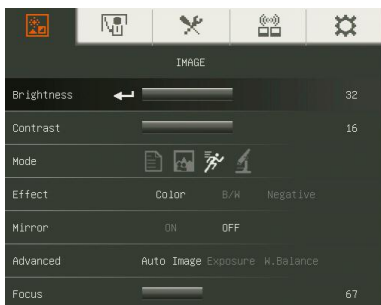 IMAGE
Brightness 32
Contrast 16
Mode
Effect Color B/W Negative
Mirror ON OFF
Advanced Auto Image Exposure W.Balance
Focus 67